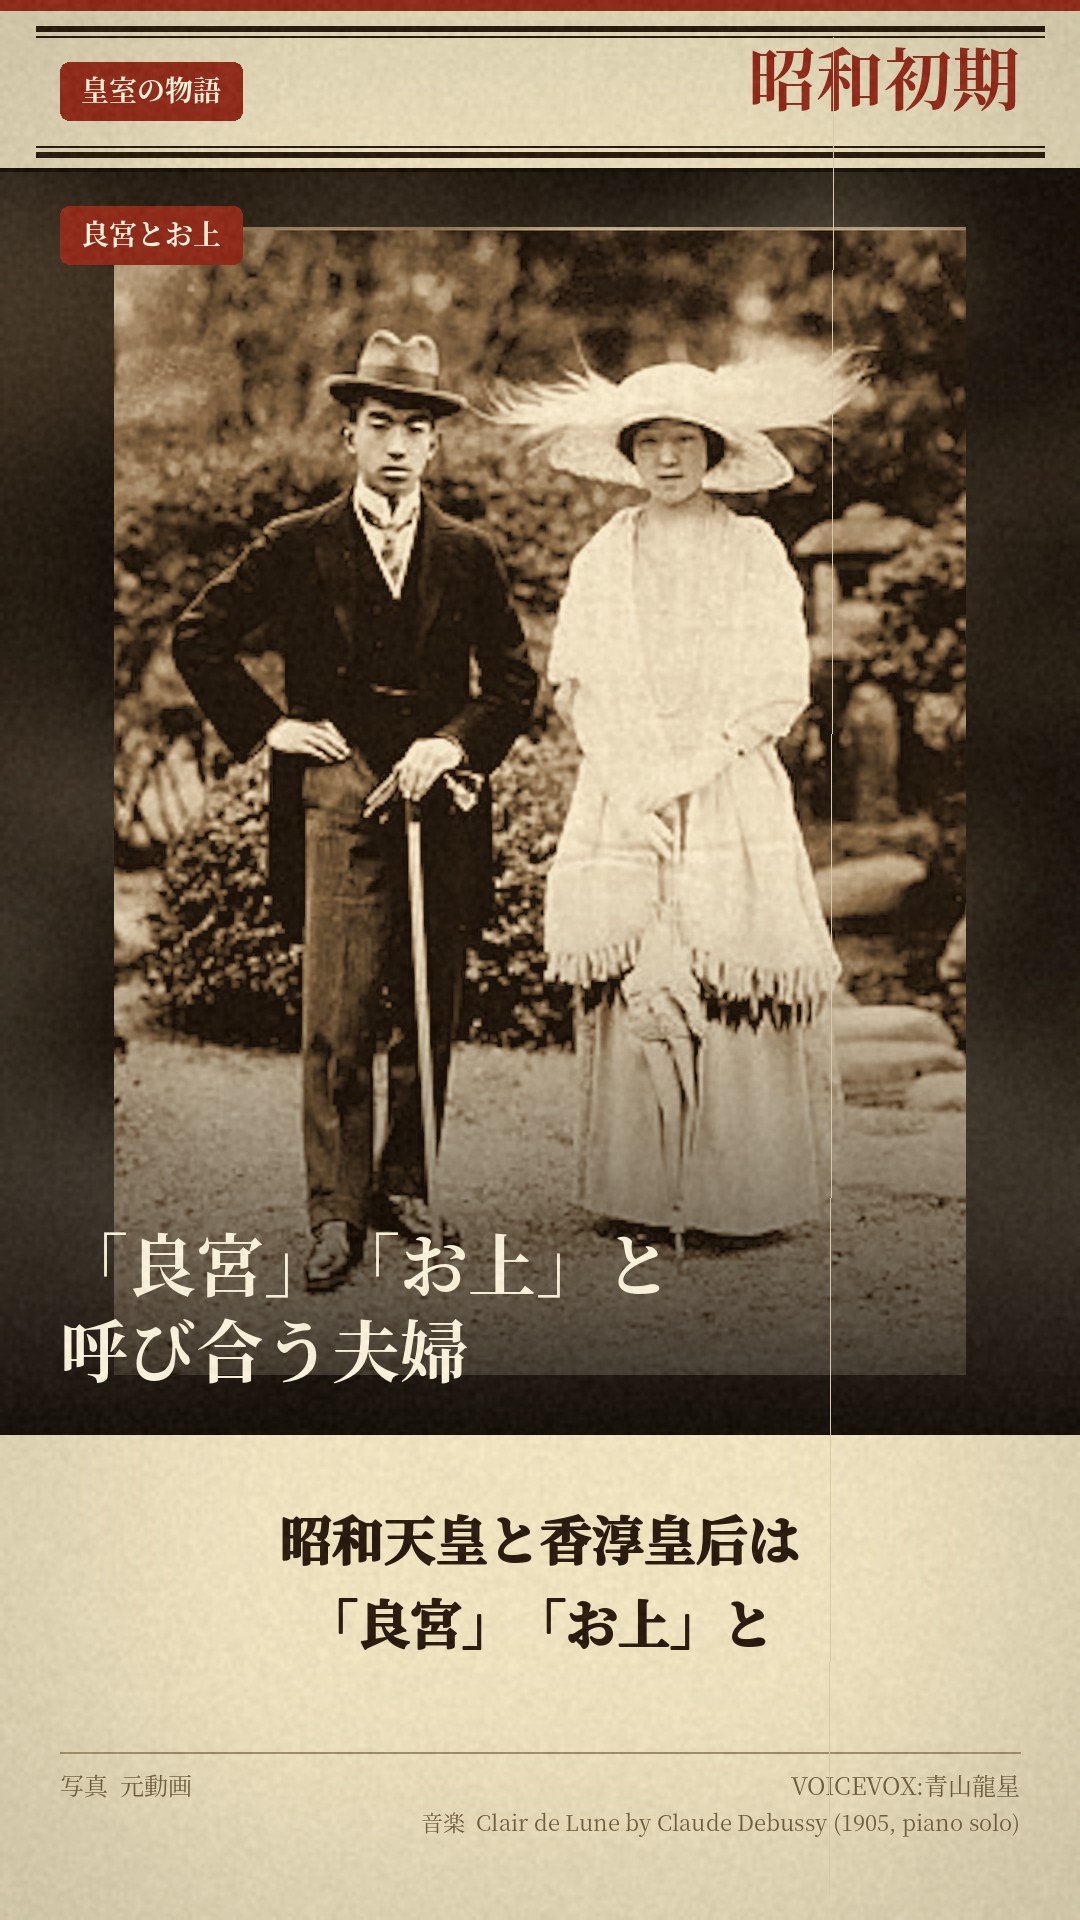 皇室の物語
昭和初期
良宮とお上
「良宮」「お上」と
呼び合う夫婦
昭和天皇と香淳皇后は
「良宮」「お上」と
写真 元動画
VOICEVOX:青山龍星
音楽 Clair de Lune by Claude Debussy (1905, piano solo)